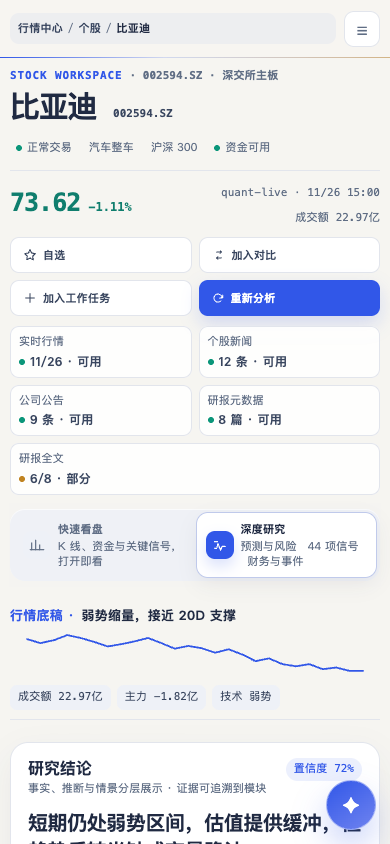 行情中心 / 个股 / 比亚迪
STOCK WORKSPACE · 002594.SZ · 深交所主板
比亚迪 002594.SZ
正常交易 汽车整车 沪深 300 资金可用
73.62 −1.11%
quant-live · 11/26 15:00
成交额 22.97亿
自选
加入对比
加入工作任务
重新分析
实时行情
11/26 · 可用
个股新闻
12 条 · 可用
公司公告
9 条 · 可用
研报元数据
8 篇 · 可用
研报全文
6/8 · 部分
快速看盘
K 线、资金与关键信号，
打开即看
深度研究
预测与风险 44 项信号
财务与事件
行情底稿 · 弱势缩量，接近 20D 支撑
成交额 22.97亿 主力 −1.82亿 技术 弱势
研究结论
置信度 72%
事实、推断与情景分层展示 · 证据可追溯到模块
短期仍处弱势区间，估值提供缓冲，但